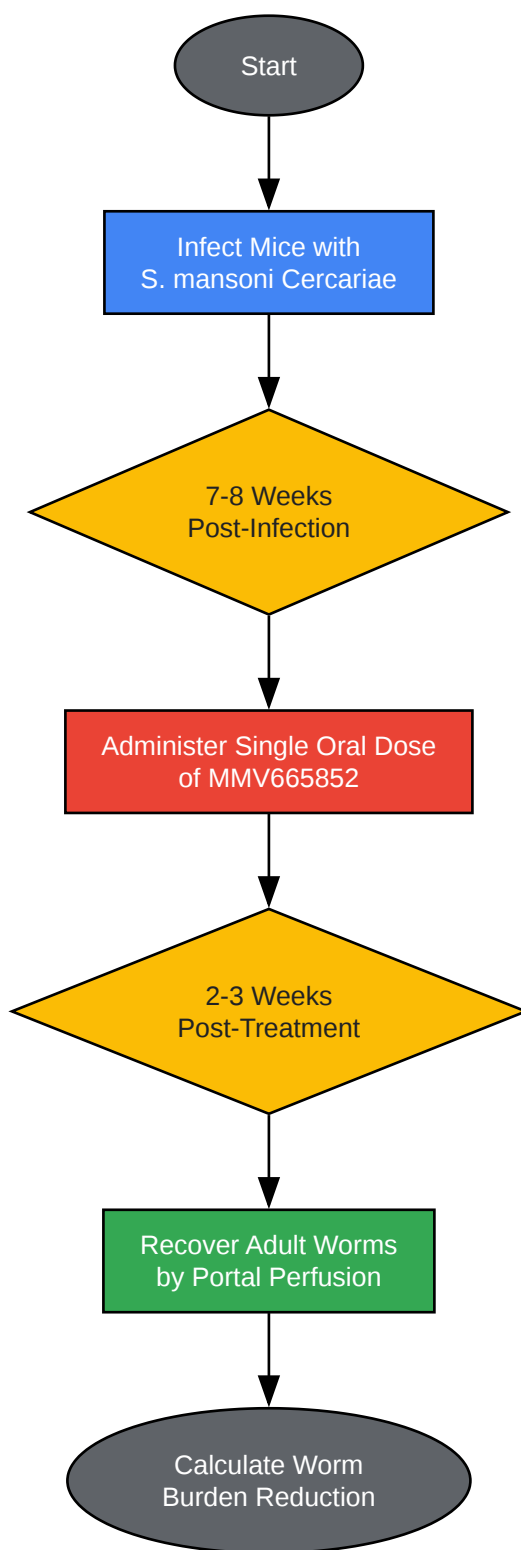 Start
Infect Mice with
S. mansoni Cercariae
7-8 Weeks
Post-Infection
Administer Single Oral Dose
of MMV665852
2-3 Weeks
Post-Treatment
Recover Adult Worms
by Portal Perfusion
Calculate Worm
Burden Reduction